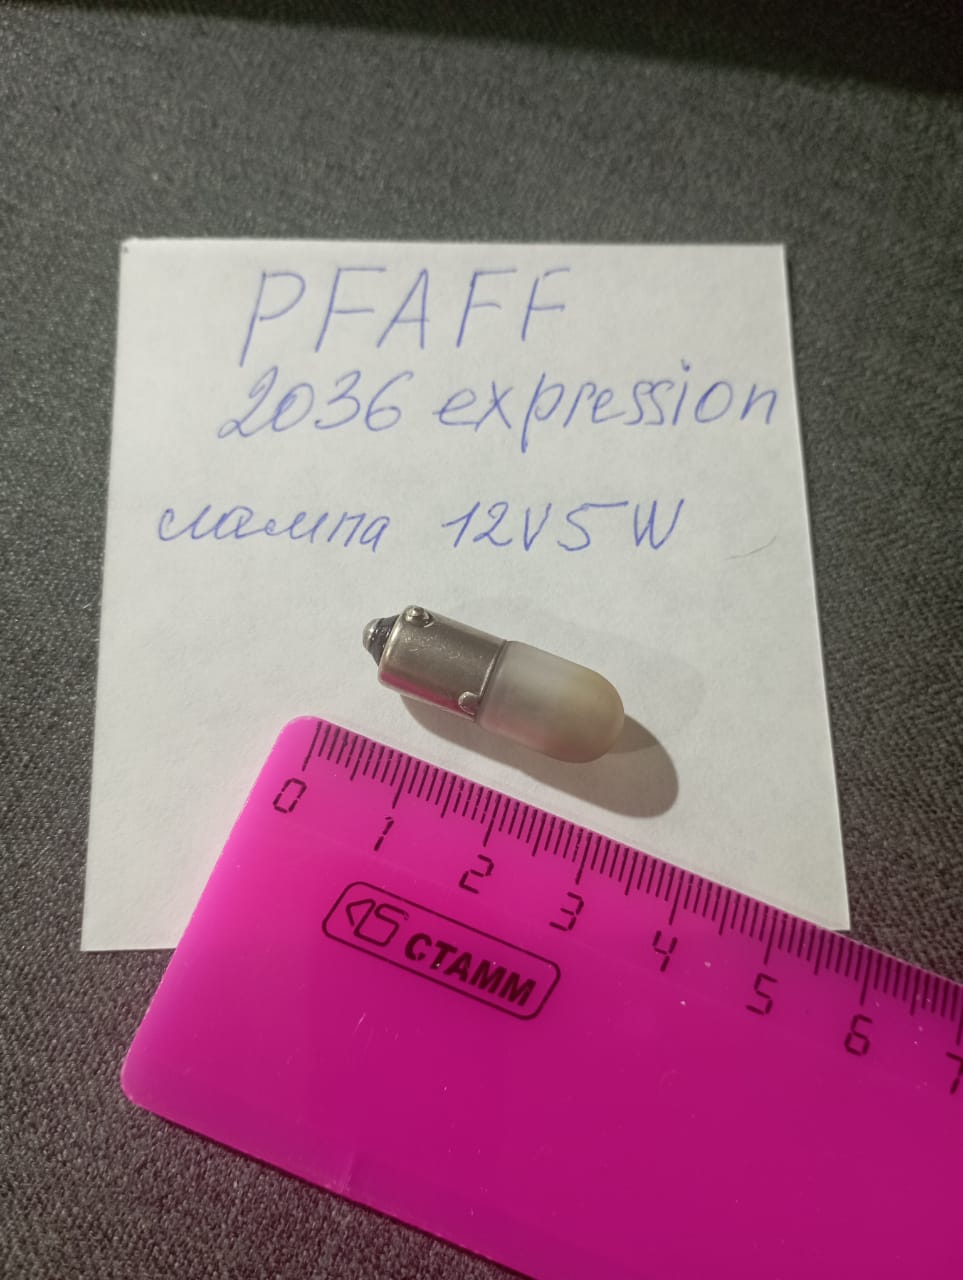 PFAFF
2036 expression
лампа 12V5W
0 1 2 3 4 5 6 7
СТАММ